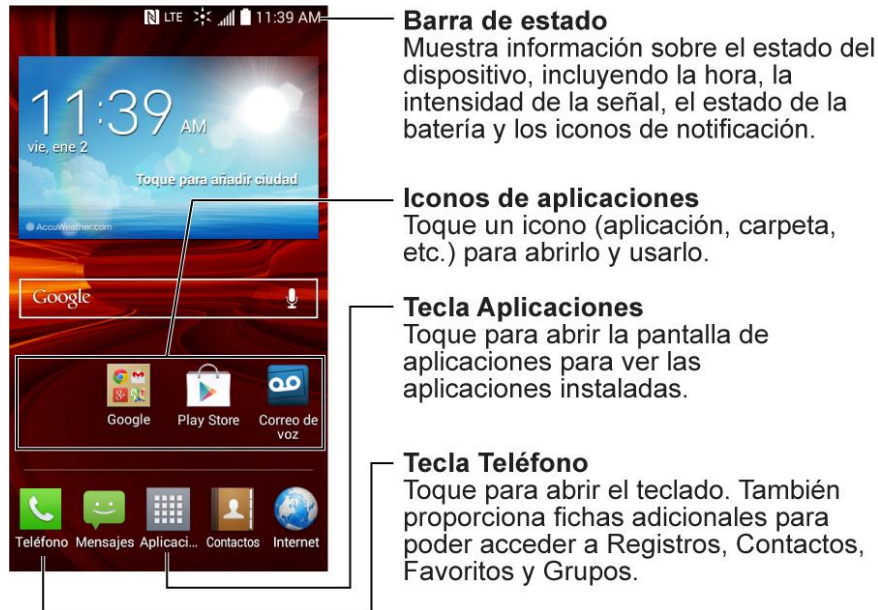 LTE 11:39 AM
11:39 AM
vie, ene 2
Toque para añadir ciudad
AccuWeather.com
Google
Google
Play Store
Correo de
voz
Teléfono
Mensajes
Aplicaci...
Contactos
Internet
Barra de estado
Muestra información sobre el estado del
dispositivo, incluyendo la hora, la
intensidad de la señal, el estado de la
batería y los iconos de notificación.
Iconos de aplicaciones
Toque un icono (aplicación, carpeta,
etc.) para abrirlo y usarlo.
Tecla Aplicaciones
Toque para abrir la pantalla de
aplicaciones para ver las
aplicaciones instaladas.
Tecla Teléfono
Toque para abrir el teclado. También
proporciona fichas adicionales para
poder acceder a Registros, Contactos,
Favoritos y Grupos.